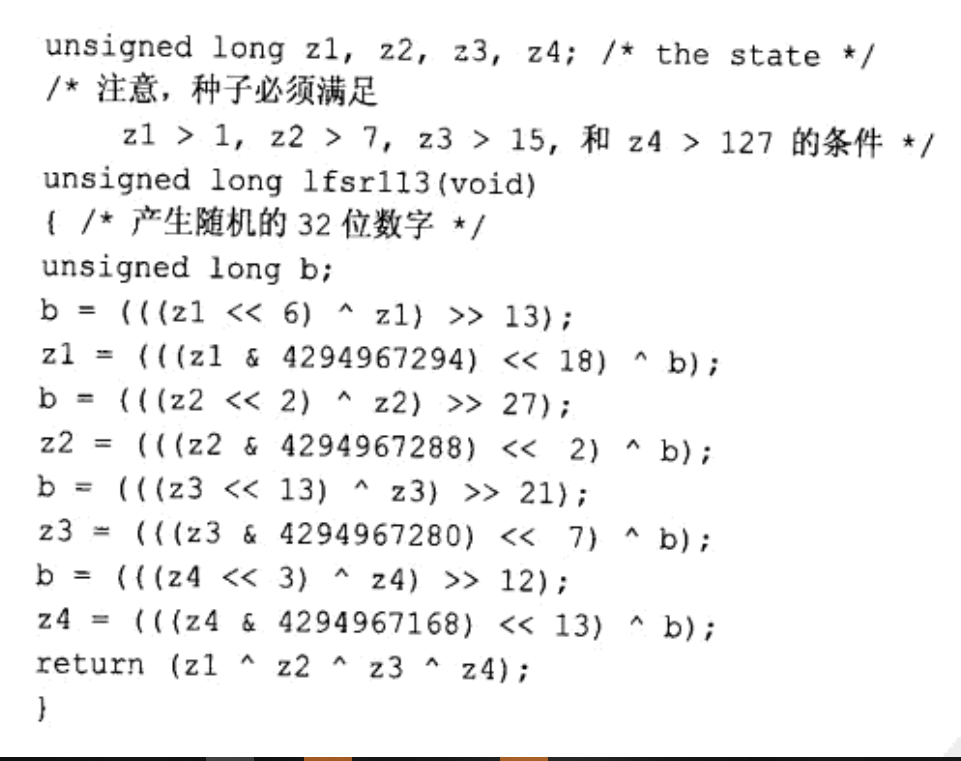 unsigned long z1, z2, z3, z4; /* the state */
/* 注意，种子必须满足
z1 > 1, z2 > 7, z3 > 15, 和 z4 > 127 的条件 */
unsigned long lfsr113(void)
{ /* 产生随机的 32 位数字 */
unsigned long b;
b = (((z1 << 6) ^ z1) >> 13);
z1 = (((z1 & 4294967294) << 18) ^ b);
b = (((z2 << 2) ^ z2) >> 27);
z2 = (((z2 & 4294967288) << 2) ^ b);
b = (((z3 << 13) ^ z3) >> 21);
z3 = (((z3 & 4294967280) << 7) ^ b);
b = (((z4 << 3) ^ z4) >> 12);
z4 = (((z4 & 4294967168) << 13) ^ b);
return (z1 ^ z2 ^ z3 ^ z4);
}